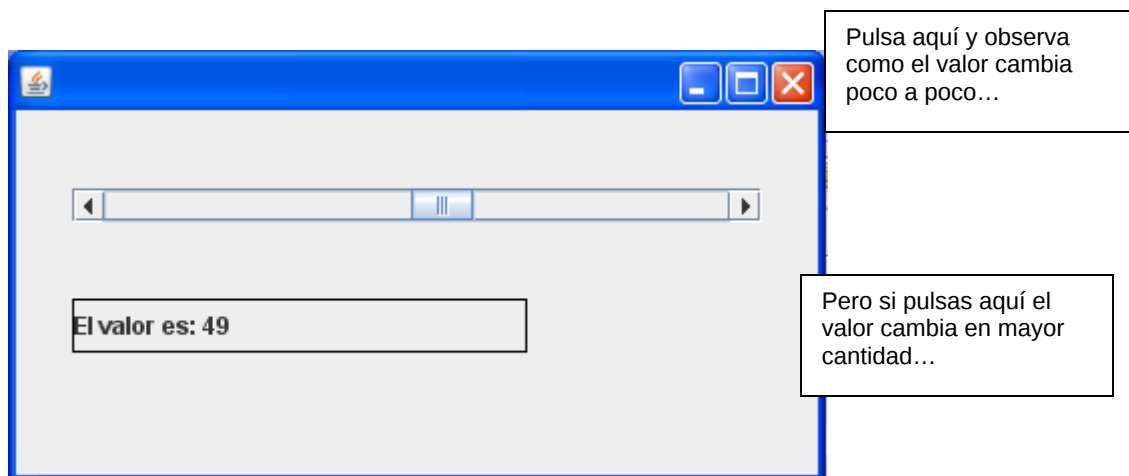 Pulsa aquí y observa
como el valor cambia
poco a poco…
El valor es: 49
Pero si pulsas aquí el
valor cambia en mayor
cantidad…